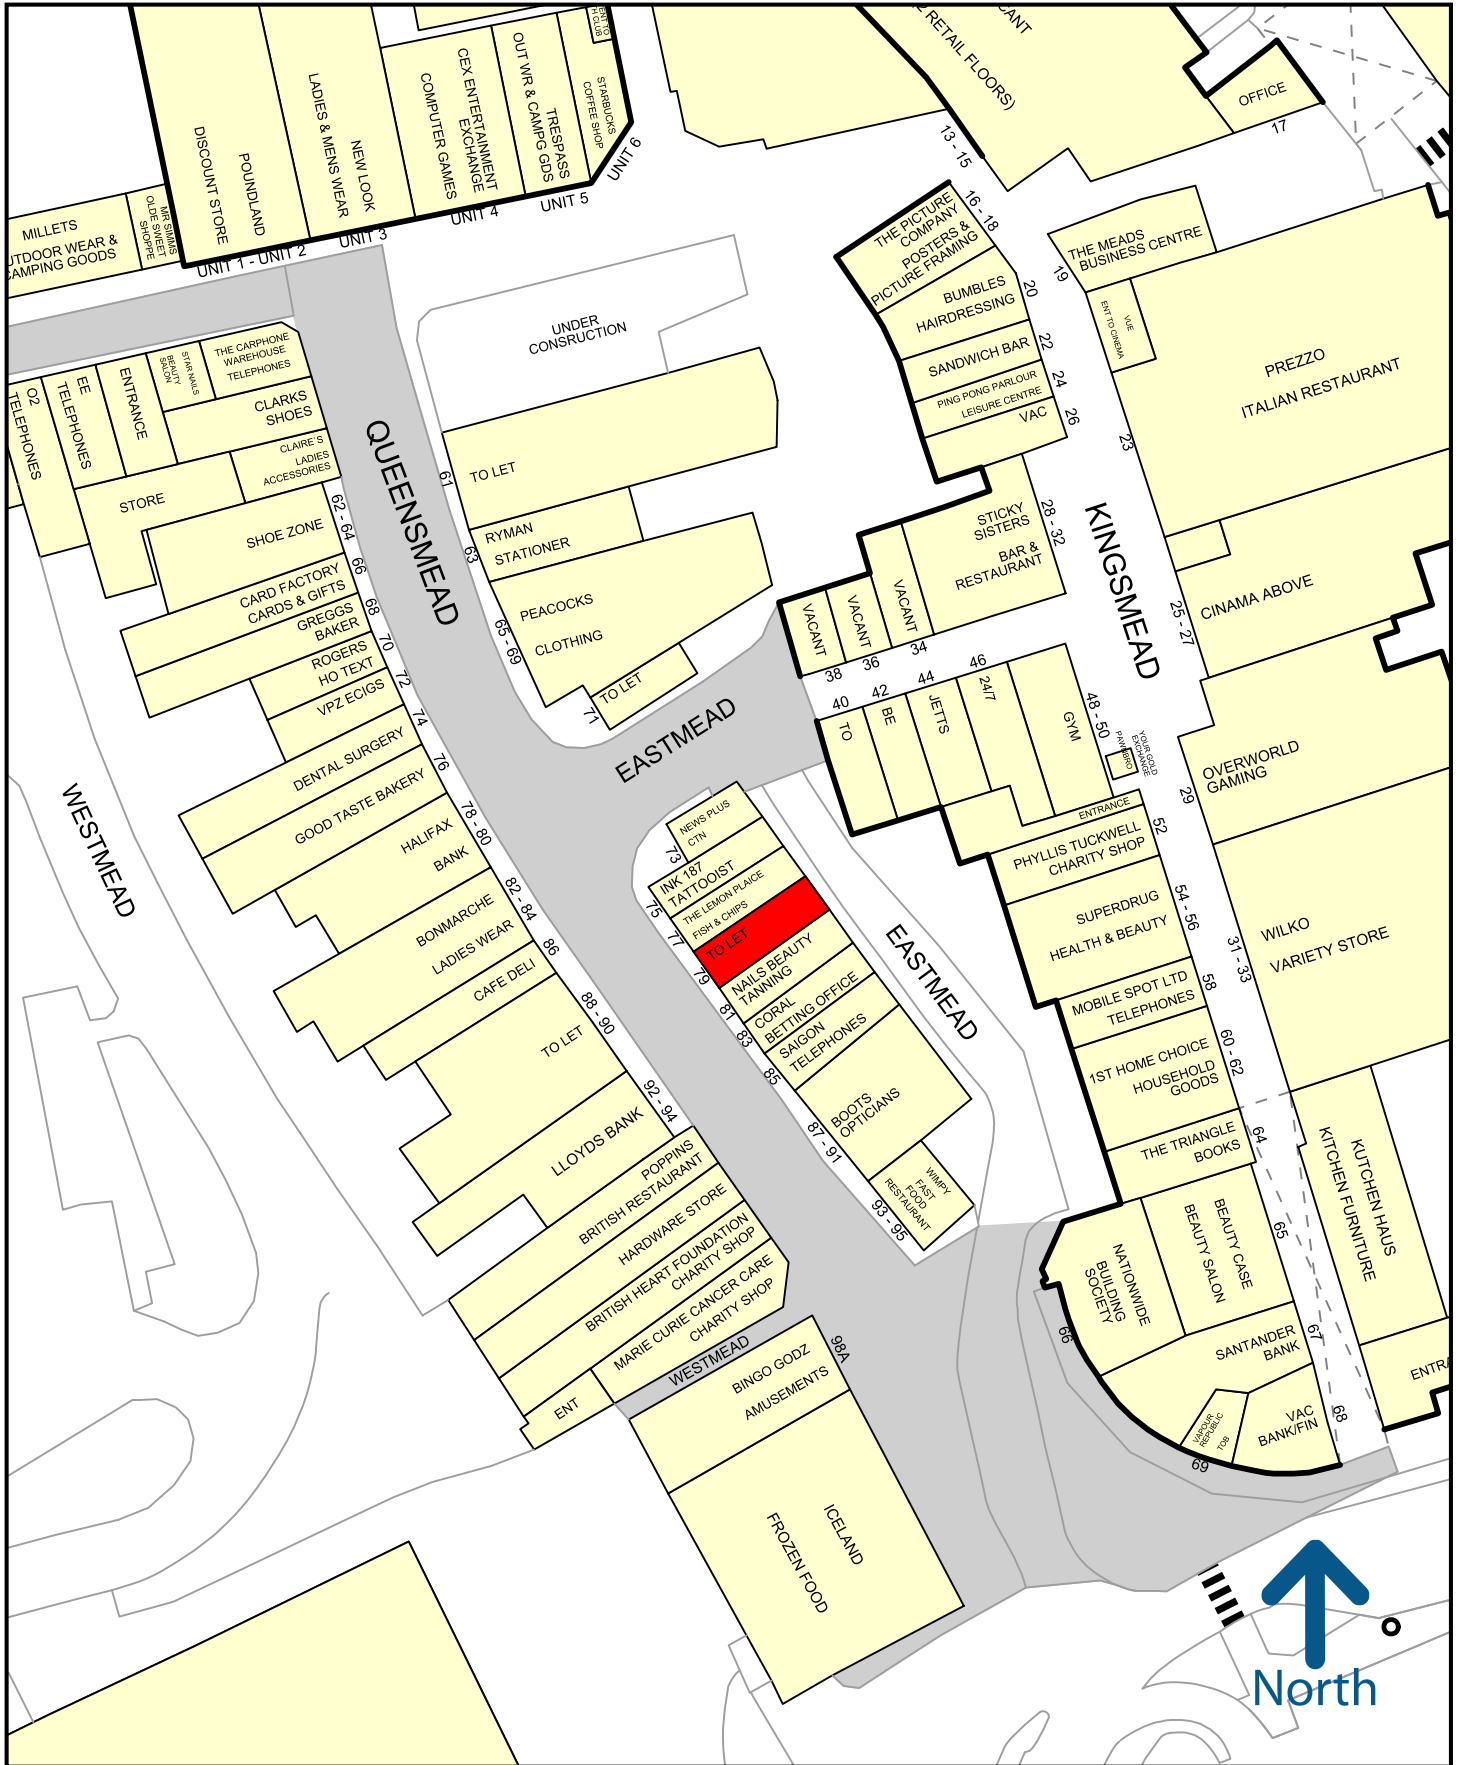 CANT
RETAIL FLOORS)
OFFICE
17
13 - 15
DISCOUNT STORE
POUNDLAND
UNIT 1 - UNIT 2
LADIES & MENS WEAR
NEW LOOK
UNIT 3
COMPUTER GAMES
CEX ENTERTAINMENT
EXCHANGE
UNIT 4
OUT WR & CAMPG GDS
TRESPASS
UNIT 5
STARBUCKS
COFFEE SHOP
UNIT 6
ENT TO
H CLUB
MILLETS
UTDOOR WEAR &
CAMPING GOODS
MR SIMMS
OLDE SWEET
SHOPPE
THE PICTURE
COMPANY
POSTERS &
PICTURE FRAMING
16 - 18
BUMBLES
HAIRDRESSING
20
SANDWICH BAR
22
PING PONG PARLOUR
LEISURE CENTRE
24
VAC
26
THE MEADS
BUSINESS CENTRE
19
VUE
ENT TO CINEMA
PREZZO
ITALIAN RESTAURANT
23
UNDER
CONSRUCTION
O2
TELEPHONES
EE
TELEPHONES
ENTRANCE
STAR NAILS
BEAUTY
SALON
THE CARPHONE
WAREHOUSE
TELEPHONES
CLARKS
SHOES
CLAIRE'S
LADIES
ACCESSORIES
STORE
SHOE ZONE
62 - 64
CARD FACTORY
CARDS & GIFTS
66
GREGGS
BAKER
68
ROGERS
HO TEXT
70
VPZ ECIGS
72
DENTAL SURGERY
74
GOOD TASTE BAKERY
76
HALIFAX
BANK
78 - 80
BONMARCHE
LADIES WEAR
82 - 84
CAFE DELI
86
TO LET
88 - 90
LLOYDS BANK
92 - 94
POPPINS
BRITISH RESTAURANT
HARDWARE STORE
BRITISH HEART FOUNDATION
CHARITY SHOP
MARIE CURIE CANCER CARE
CHARITY SHOP
ENT
WESTMEAD
WESTMEAD
BINGO GODZ
AMUSEMENTS
98A
ICELAND
FROZEN FOOD
QUEENSMEAD
TO LET
61
RYMAN
STATIONER
63
PEACOCKS
CLOTHING
65 - 69
TO LET
71
EASTMEAD
NEWS PLUS
CTN
73
INK 187
TATTOOIST
75
THE LEMON PLAICE
FISH & CHIPS
77
TO LET
79
NAILS BEAUTY
TANNING
81
CORAL
BETTING OFFICE
83
SAIGON
TELEPHONES
85
BOOTS
OPTICIANS
87 - 91
WIMPY
FAST
FOOD
RESTAURANT
93 - 95
EASTMEAD
KINGSMEAD
STICKY
SISTERS
BAR &
RESTAURANT
28 - 32
VACANT
34
VACANT
36
VACANT
38
TO
40
BE
42
JETTS
44
24/7
46
GYM
48 - 50
YOUR GOLD
EXCHANGE
PAWNBRO
ENTRANCE
PHYLLIS TUCKWELL
CHARITY SHOP
52
SUPERDRUG
HEALTH & BEAUTY
54 - 56
MOBILE SPOT LTD
TELEPHONES
58
1ST HOME CHOICE
HOUSEHOLD
GOODS
60 - 62
THE TRIANGLE
BOOKS
64
BEAUTY CASE
BEAUTY SALON
65
NATIONWIDE
BUILDING
SOCIETY
66
SANTANDER
BANK
67
VAC
BANK/FIN
68
VAPOUR
REPUBLIC
TOB
69
CINAMA ABOVE
25 - 27
OVERWORLD
GAMING
29
WILKO
VARIETY STORE
31 - 33
KUTCHEN HAUS
KITCHEN FURNITURE
ENTRA
North